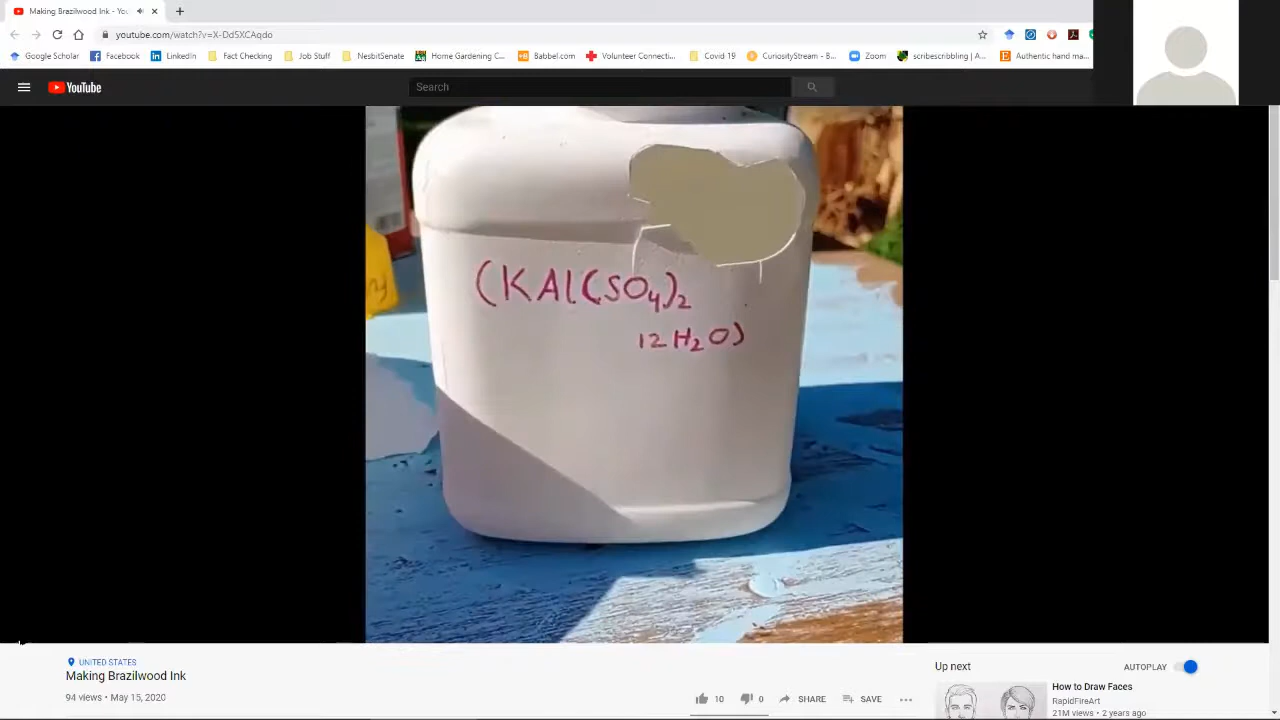 Making Brazilwood Ink - You
youtube.com/watch?v=X-Dd5XCAqdo
Google Scholar
Facebook
LinkedIn
Fact Checking
Job Stuff
NesbitSenate
Home Gardening C...
Babbel.com
Volunteer Connecti...
Covid-19
CuriosityStream - B...
Zoom
scribescribbling | A...
Authentic hand ma...
YouTube
Search
(KAl(SO₄)₂
12H₂O)
UNITED STATES
Making Brazilwood Ink
94 views • May 15, 2020
10
0
SHARE
SAVE
Up next
AUTOPLAY
How to Draw Faces
RapidFireArt
21M views • 2 years ago